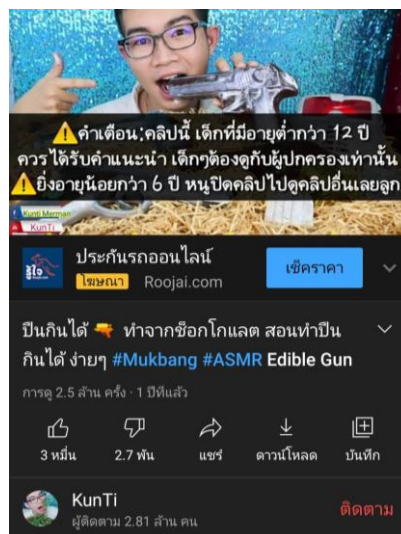 ⚠️คำเตือน:คลิปนี้ เด็กที่มีอายุต่ำกว่า 12 ปี
ควรได้รับคำแนะนำ เด็กๆต้องดูกับผู้ปกครองเท่านั้น
⚠️ยิ่งอายุน้อยกว่า 6 ปี หนูปิดคลิปไปดูคลิปอื่นเลยลูก
Kunti Merman
KunTi
รู้ใจ
ประกันรถออนไลน์
โฆษณา Roojai.com
เช็คราคา
ปืนกินได้ 🔫 ทำจากช็อกโกแลต สอนทำปืน
กินได้ ง่ายๆ #Mukbang #ASMR Edible Gun
การดู 2.5 ล้าน ครั้ง · 1 ปีที่แล้ว
3 หมื่น 2.7 พัน แชร์ ดาวน์โหลด บันทึก
KunTi
ผู้ติดตาม 2.81 ล้าน คน
ติดตาม